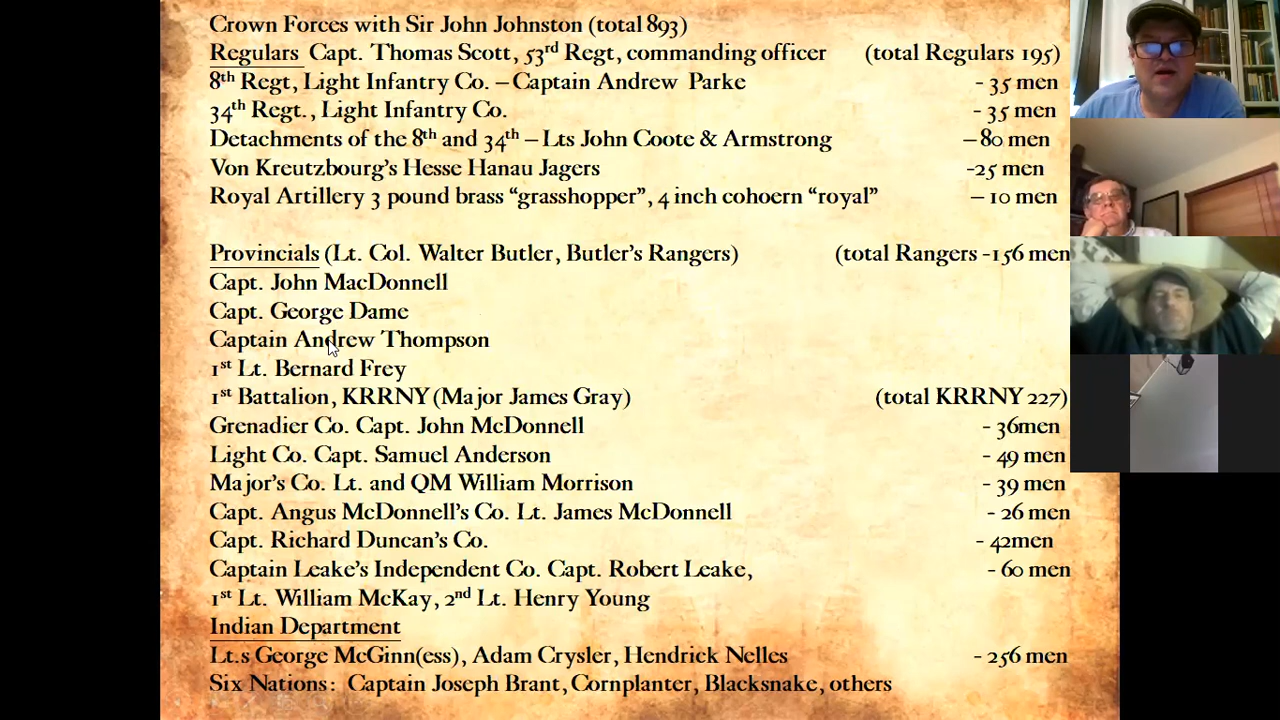 Crown Forces with Sir John Johnston (total 893)
Regulars Capt. Thomas Scott, 53rd Regt, commanding officer (total Regulars 195)
8th Regt, Light Infantry Co. – Captain Andrew Parke - 35 men
34th Regt., Light Infantry Co. - 35 men
Detachments of the 8th and 34th – Lts John Coote & Armstrong – 80 men
Von Kreutzbourg's Hesse Hanau Jagers -25 men
Royal Artillery 3 pound brass "grasshopper", 4 inch cohoern "royal" – 10 men
Provincials (Lt. Col. Walter Butler, Butler's Rangers) (total Rangers -156 men
Capt. John MacDonnell
Capt. George Dame
Captain Andrew Thompson
1st Lt. Bernard Frey
1st Battalion, KRRNY (Major James Gray) (total KRRNY 227)
Grenadier Co. Capt. John McDonnell - 36men
Light Co. Capt. Samuel Anderson - 49 men
Major's Co. Lt. and QM William Morrison - 39 men
Capt. Angus McDonnell's Co. Lt. James McDonnell - 26 men
Capt. Richard Duncan's Co. - 42men
Captain Leake's Independent Co. Capt. Robert Leake, - 60 men
1st Lt. William McKay, 2nd Lt. Henry Young
Indian Department
Lt.s George McGinn(ess), Adam Crysler, Hendrick Nelles - 256 men
Six Nations: Captain Joseph Brant, Cornplanter, Blacksnake, others